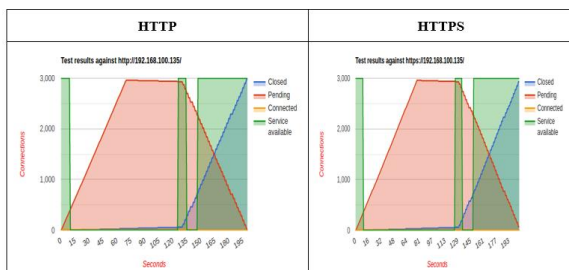 HTTP
HTTPS
Test results against http://192.168.100.135/
3,000
2,000
1,000
0
Connections
0 15 30 45 60 75 90 105 120 135 150 165 180 195
Seconds
Closed
Pending
Connected
Service
available
Test results against https://192.168.100.135/
3,000
2,000
1,000
0
Connections
0 16 32 48 64 81 97 113 129 145 161 177 193
Seconds
Closed
Pending
Connected
Service
available